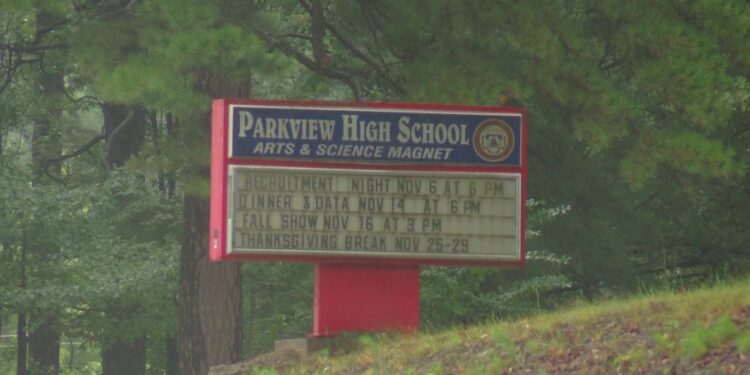 PARKVIEW HIGH SCHOOL
ARTS & SCIENCE MAGNET
RECRUITMENT NIGHT NOV 6 AT 6 PM
DINNER & DATA NOV 14 AT 6 PM
FALL SHOW NOV 16 AT 3 PM
THANKSGIVING BREAK NOV 25-29